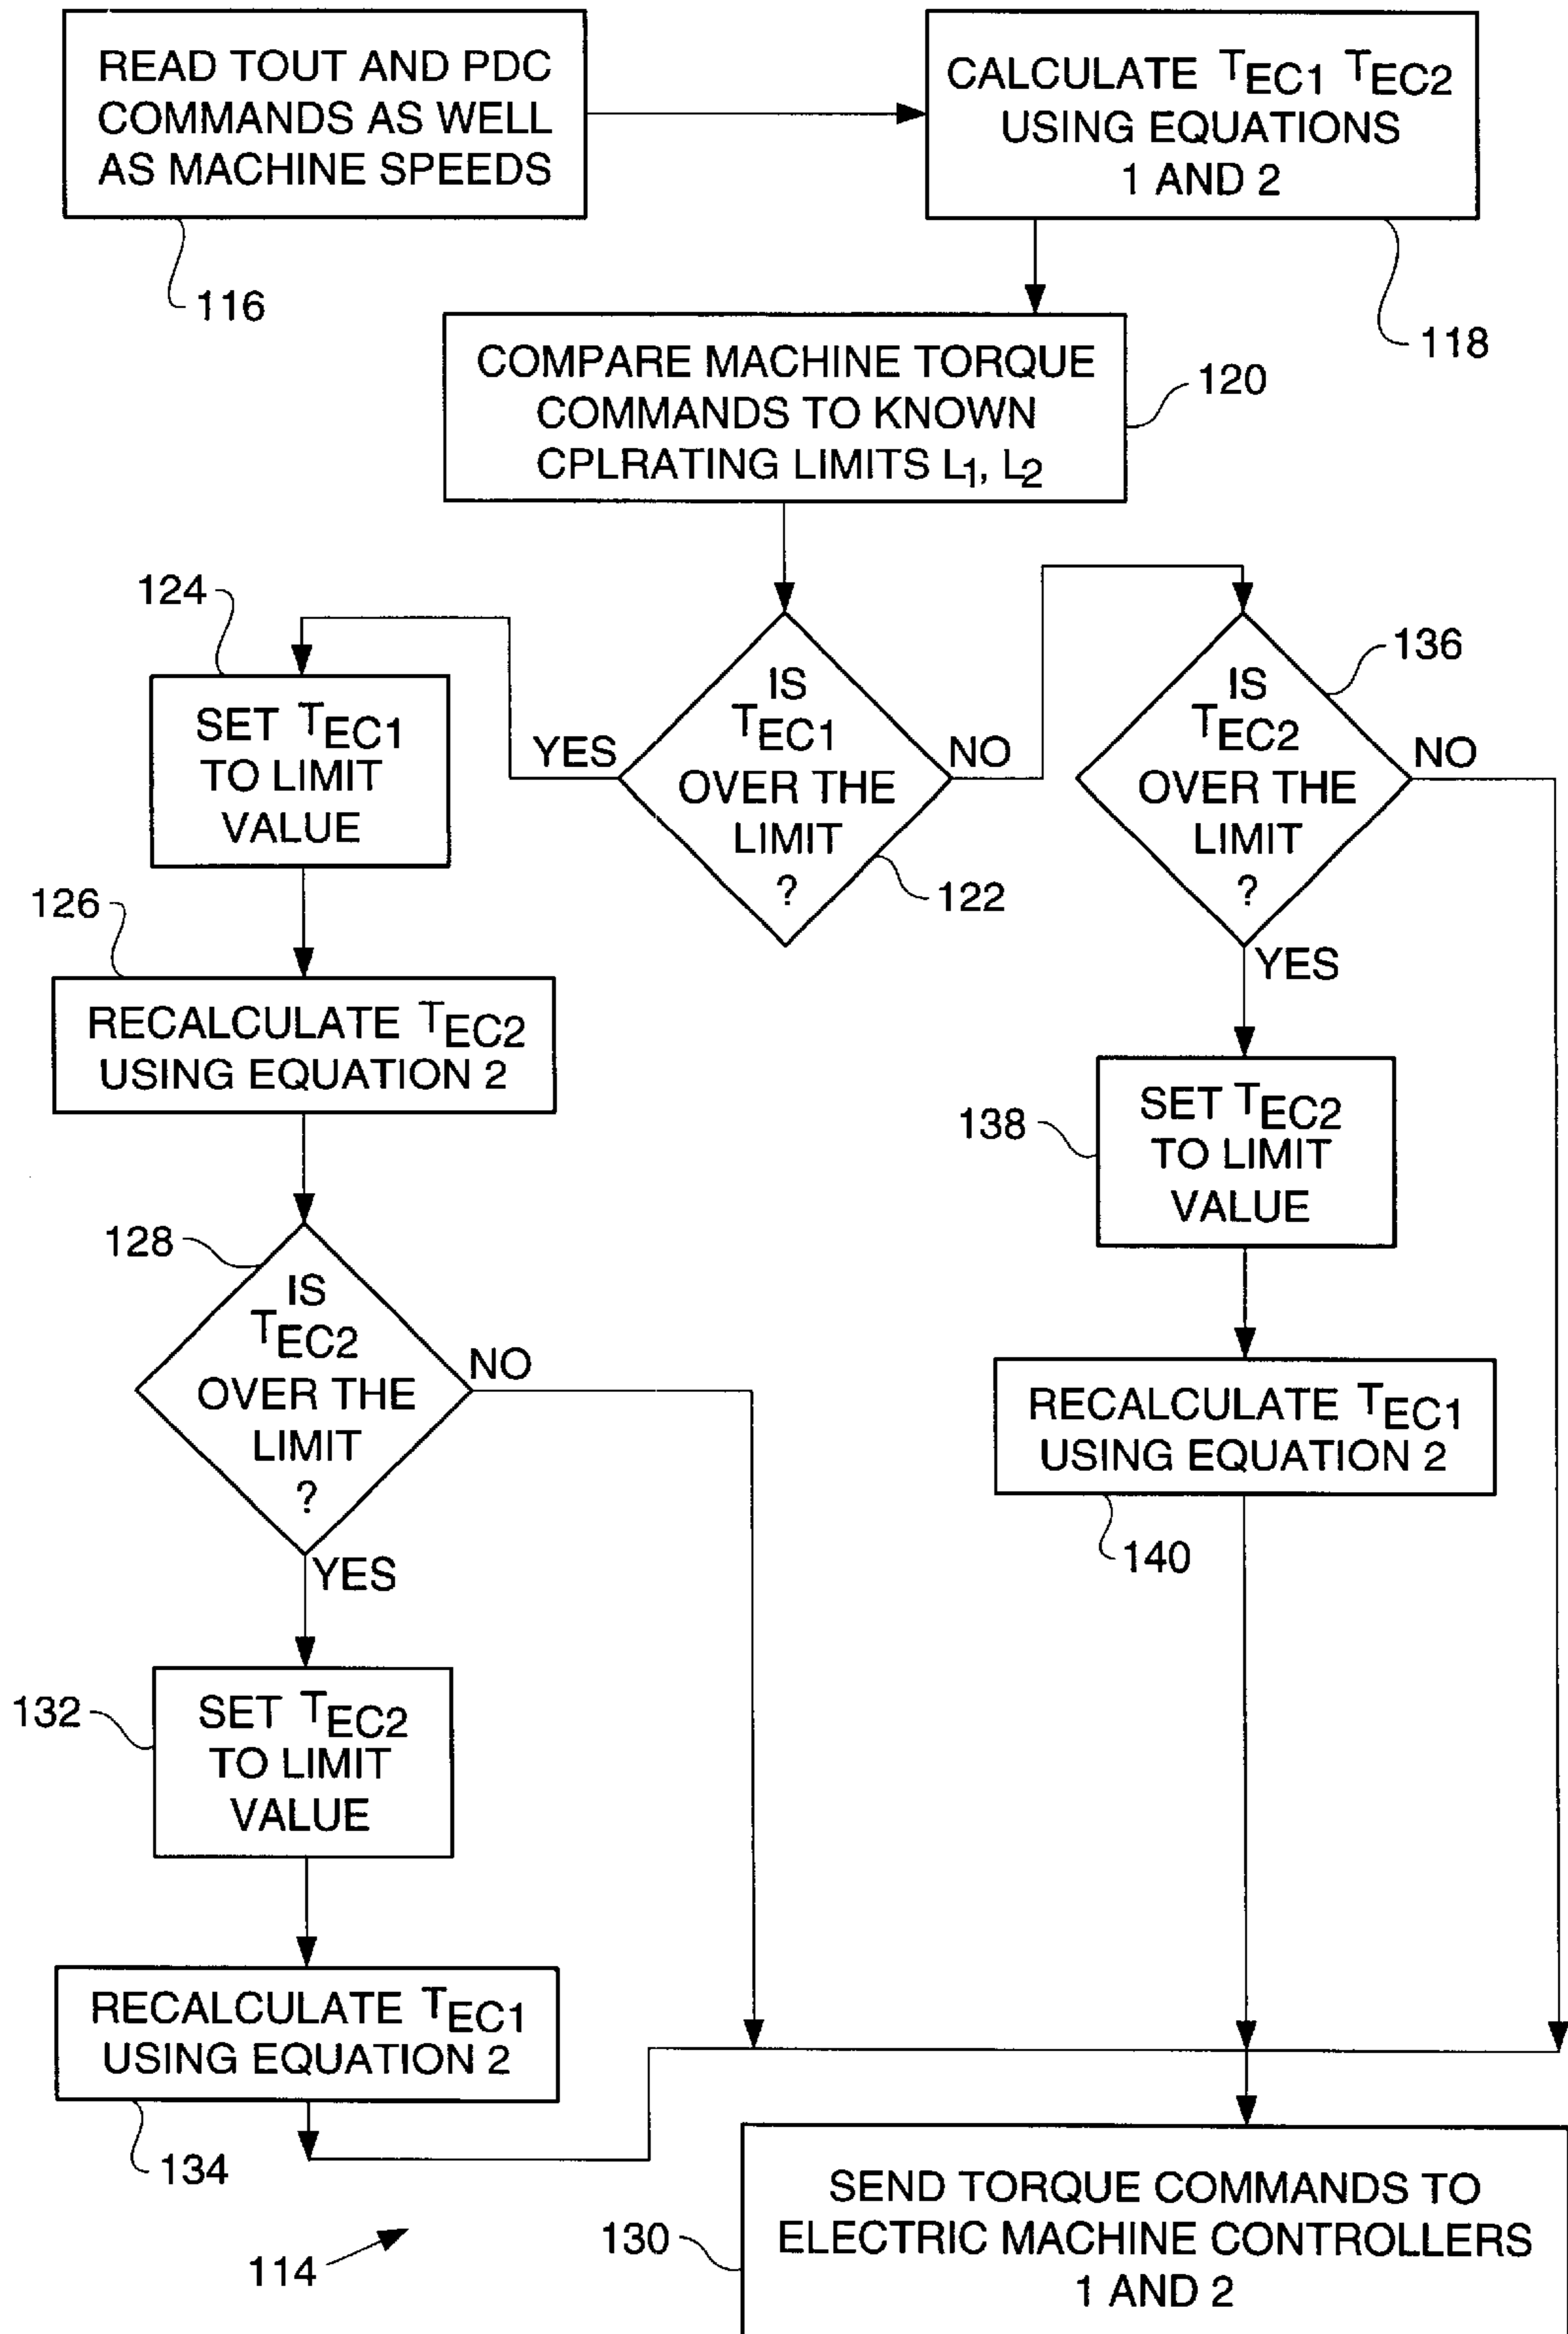 READ TOUT AND PDC
COMMANDS AS WELL
AS MACHINE SPEEDS
116
CALCULATE TEC1 TEC2
USING EQUATIONS
1 AND 2
118
COMPARE MACHINE TORQUE
COMMANDS TO KNOWN
CPLRATING LIMITS L1, L2
120
IS
TEC1
OVER THE
LIMIT
?
YES
NO
122
124
SET TEC1
TO LIMIT
VALUE
126
RECALCULATE TEC2
USING EQUATION 2
128
IS
TEC2
OVER THE
LIMIT
?
NO
YES
132
SET TEC2
TO LIMIT
VALUE
RECALCULATE TEC1
USING EQUATION 2
134
136
IS
TEC2
OVER THE
LIMIT
?
NO
YES
138
SET TEC2
TO LIMIT
VALUE
RECALCULATE TEC1
USING EQUATION 2
140
114
130
SEND TORQUE COMMANDS TO
ELECTRIC MACHINE CONTROLLERS
1 AND 2